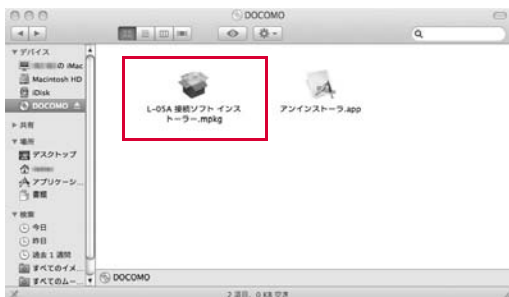 DOCOMO
デバイス
の iMac
Macintosh HD
iDisk
DOCOMO
共有
場所
デスクトップ
アプリケーシ...
書類
検索
今日
昨日
過去 1 週間
すべてのイメ...
すべてのムー...
L-05A 接続ソフト インス
トーラー.mpkg
アンインストーラ.app
DOCOMO
2 項目、0 KB 空き